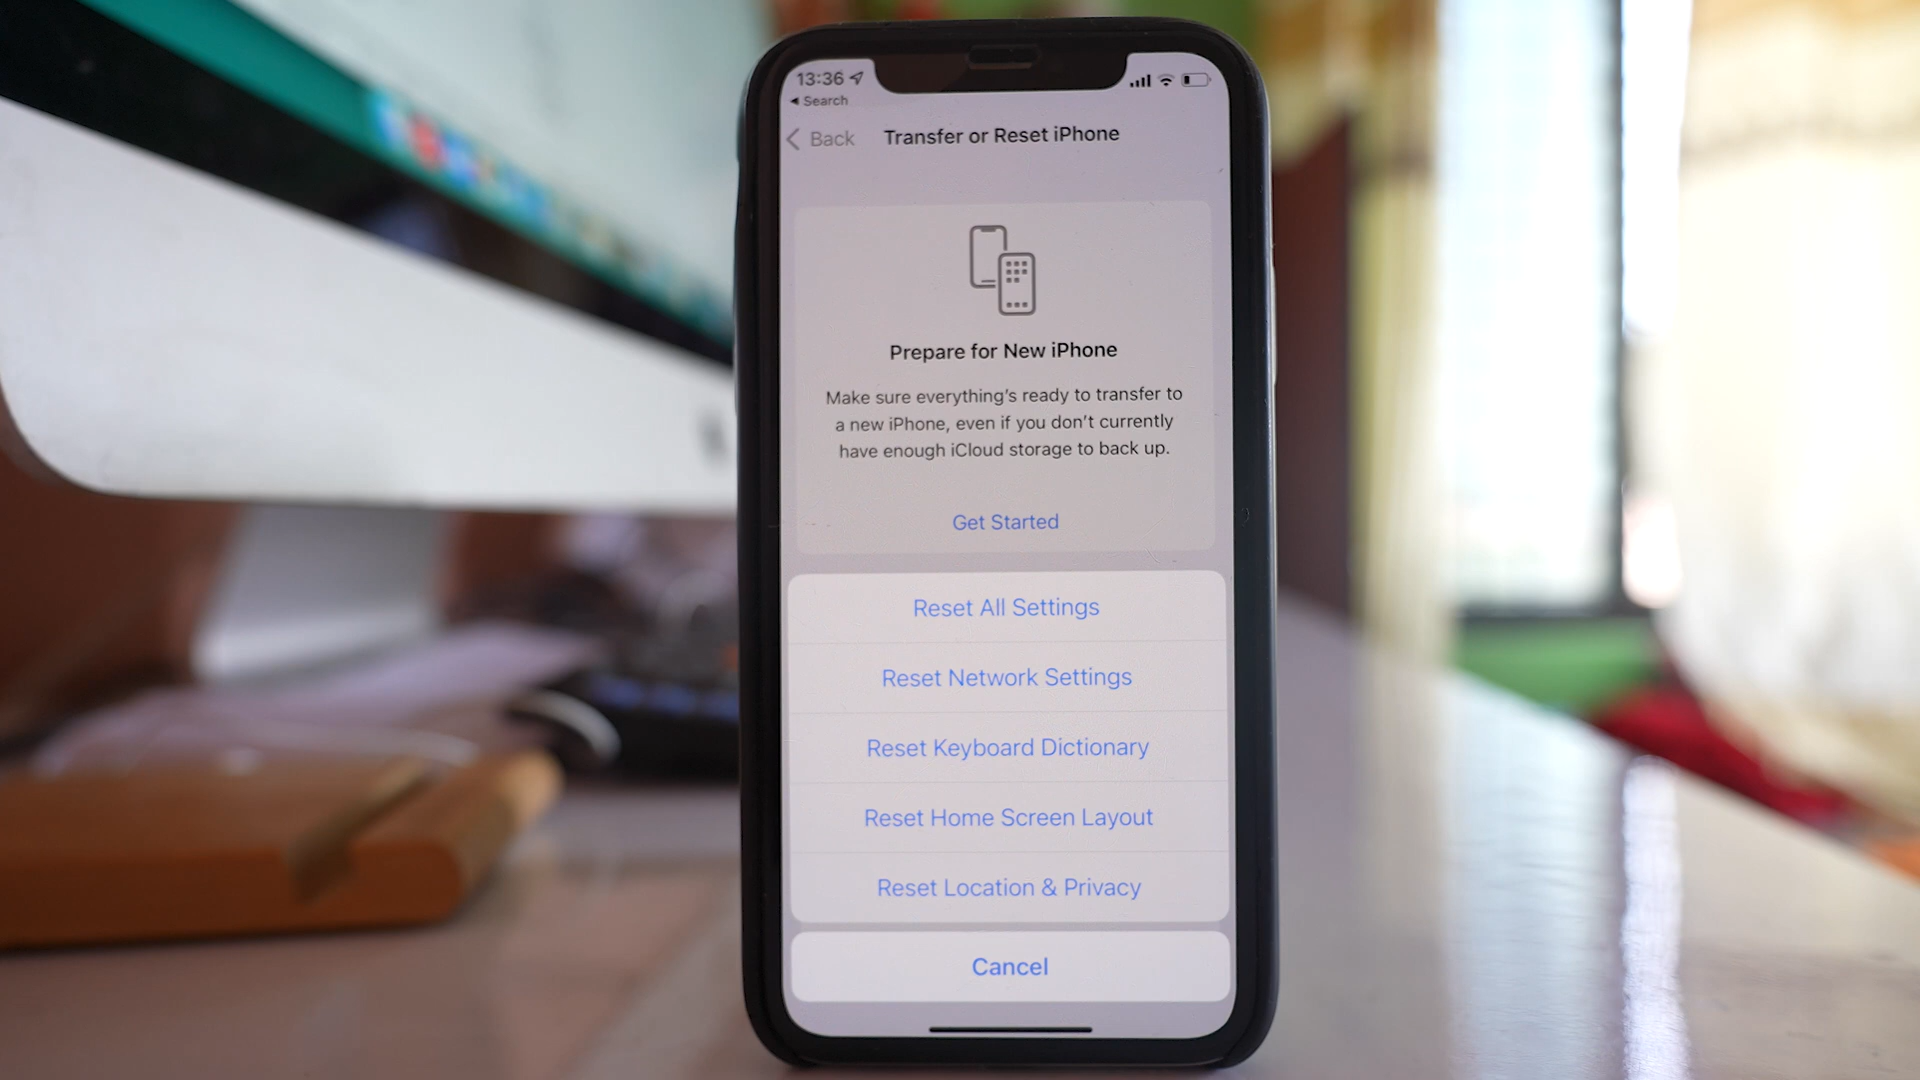 13:36
Search
Back
Transfer or Reset iPhone
Prepare for New iPhone
Make sure everything's ready to transfer to
a new iPhone, even if you don't currently
have enough iCloud storage to back up.
Get Started
Reset All Settings
Reset Network Settings
Reset Keyboard Dictionary
Reset Home Screen Layout
Reset Location & Privacy
Cancel